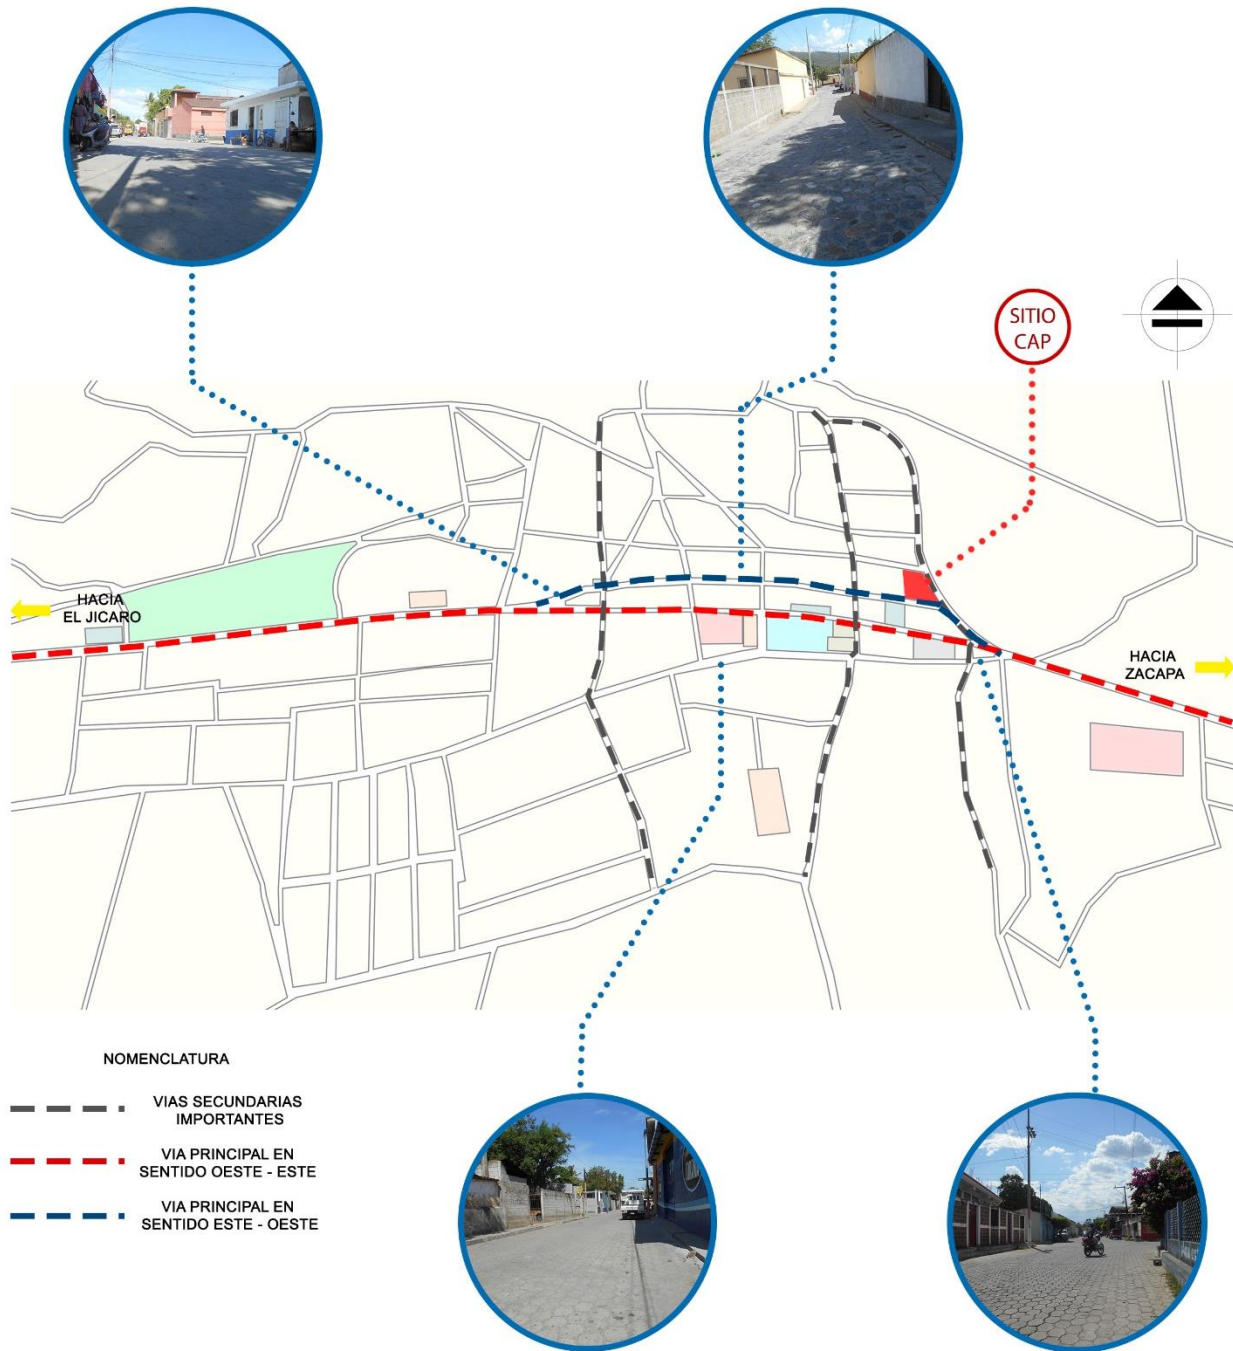 SITIO
CAP
HACIA
EL JICARO
HACIA
ZACAPA
NOMENCLATURA
VIAS SECUNDARIAS
IMPORTANTES
VIA PRINCIPAL EN
SENTIDO OESTE - ESTE
VIA PRINCIPAL EN
SENTIDO ESTE - OESTE